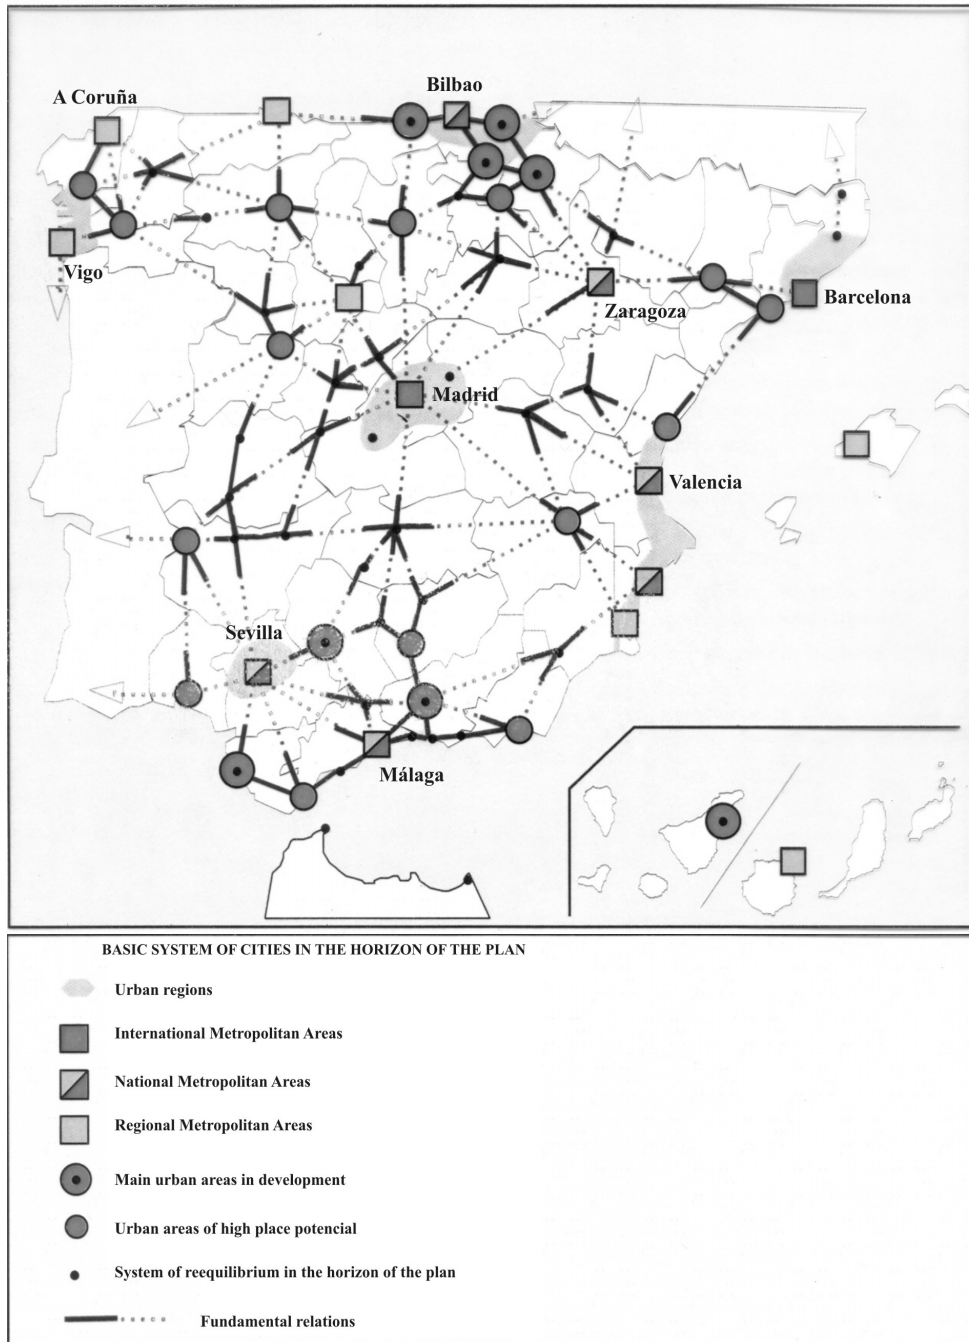 Bilbao
A Coruña
Vigo
Zaragoza
Barcelona
Madrid
Valencia
Sevilla
Málaga
BASIC SYSTEM OF CITIES IN THE HORIZON OF THE PLAN
Urban regions
International Metropolitan Areas
National Metropolitan Areas
Regional Metropolitan Areas
Main urban areas in development
Urban areas of high place potencial
System of reequilibrium in the horizon of the plan
Fundamental relations